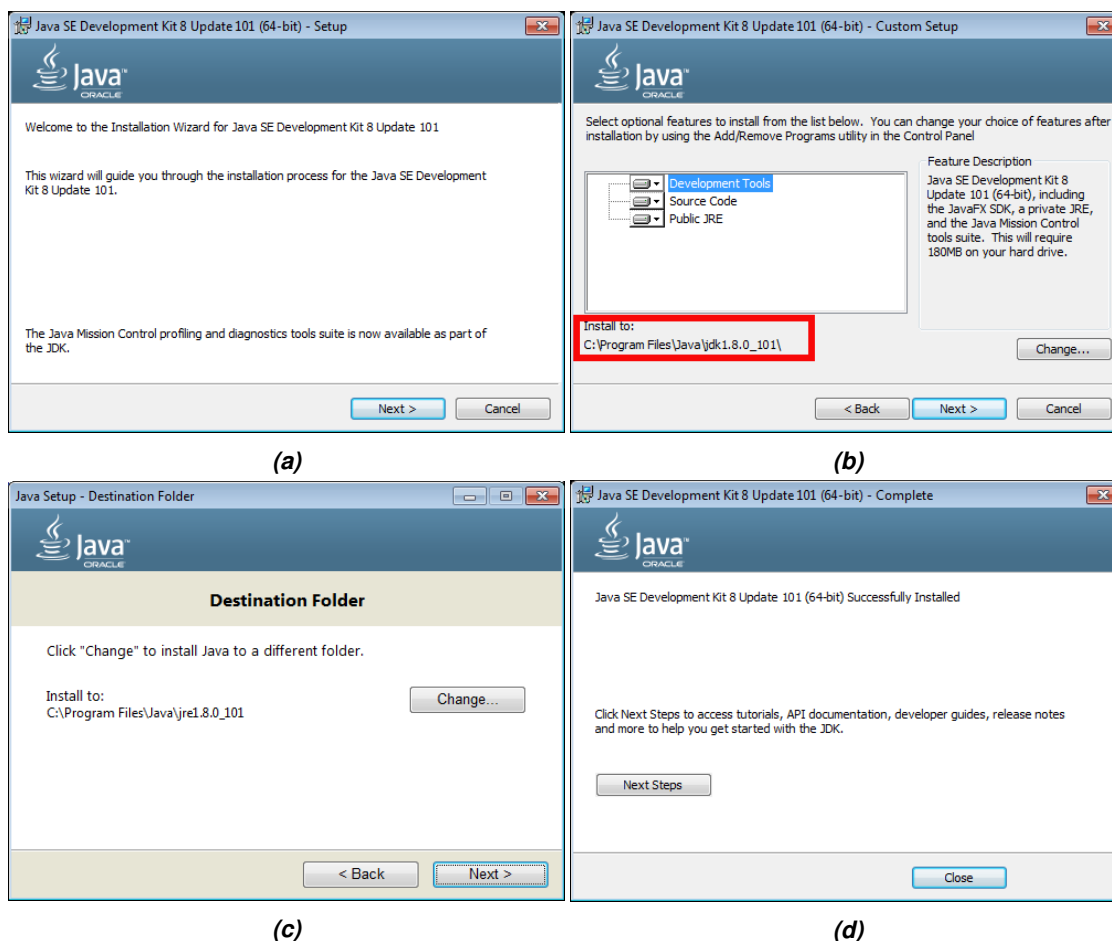 Java SE Development Kit 8 Update 101 (64-bit) - Setup
Java™
ORACLE
Welcome to the Installation Wizard for Java SE Development Kit 8 Update 101
This wizard will guide you through the installation process for the Java SE Development
Kit 8 Update 101.
The Java Mission Control profiling and diagnostics tools suite is now available as part of
the JDK.
Next >
Cancel
(a)
Java SE Development Kit 8 Update 101 (64-bit) - Custom Setup
Java™
ORACLE
Select optional features to install from the list below. You can change your choice of features after
installation by using the Add/Remove Programs utility in the Control Panel
Development Tools
Source Code
Public JRE
Feature Description
Java SE Development Kit 8
Update 101 (64-bit), including
the JavaFX SDK, a private JRE,
and the Java Mission Control
tools suite. This will require
180MB on your hard drive.
Install to:
C:\Program Files\Java\jdk1.8.0_101\
Change...
< Back
Next >
Cancel
(b)
Java Setup - Destination Folder
Java™
ORACLE
Destination Folder
Click "Change" to install Java to a different folder.
Install to:
C:\Program Files\Java\jre1.8.0_101
Change...
< Back
Next >
(c)
Java SE Development Kit 8 Update 101 (64-bit) - Complete
Java™
ORACLE
Java SE Development Kit 8 Update 101 (64-bit) Successfully Installed
Click Next Steps to access tutorials, API documentation, developer guides, release notes
and more to help you get started with the JDK.
Next Steps
Close
(d)